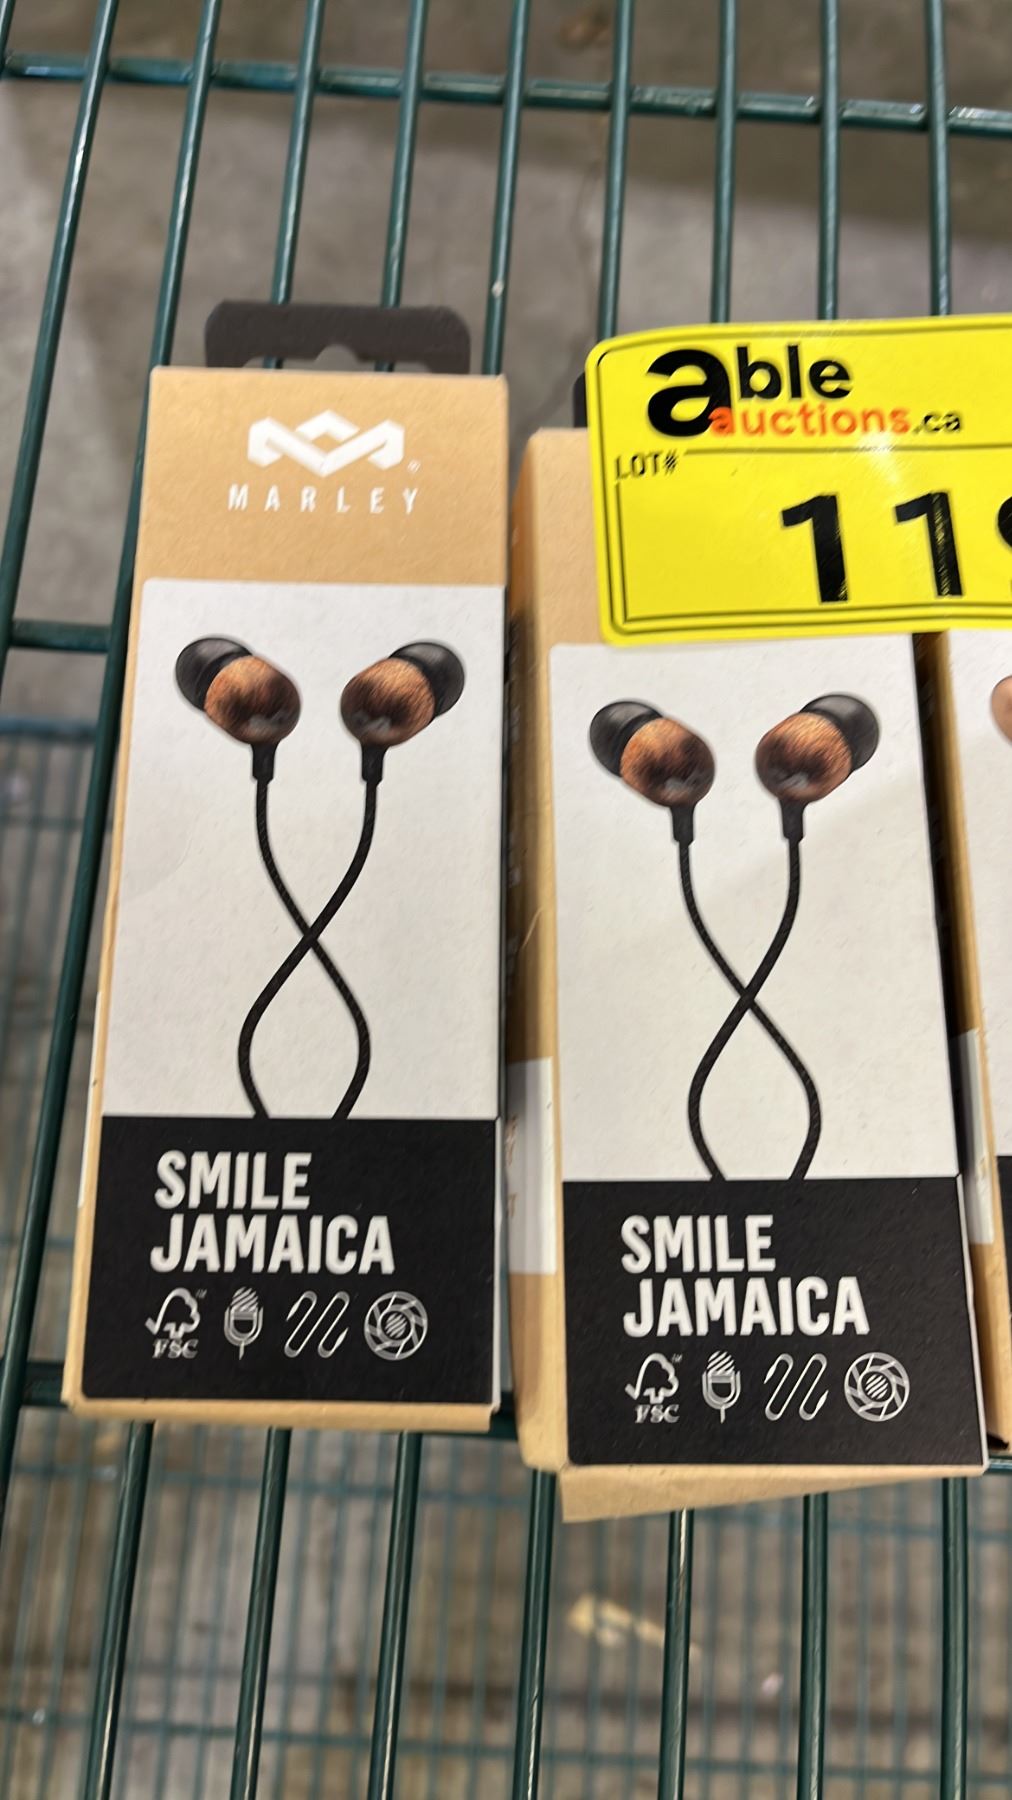 MARLEY
SMILE
JAMAICA
FSC
able
auctions.ca
LOT#
11
SMILE
JAMAICA
FSC